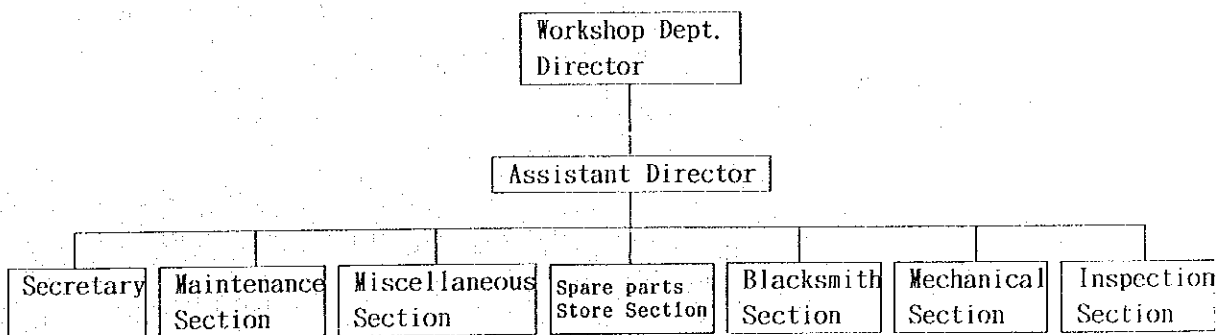 Workshop Dept.
Director
Assistant Director
Secretary
Maintenance
Section
Miscellaneous
Section
Spare parts
Store Section
Blacksmith
Section
Mechanical
Section
Inspection
Section